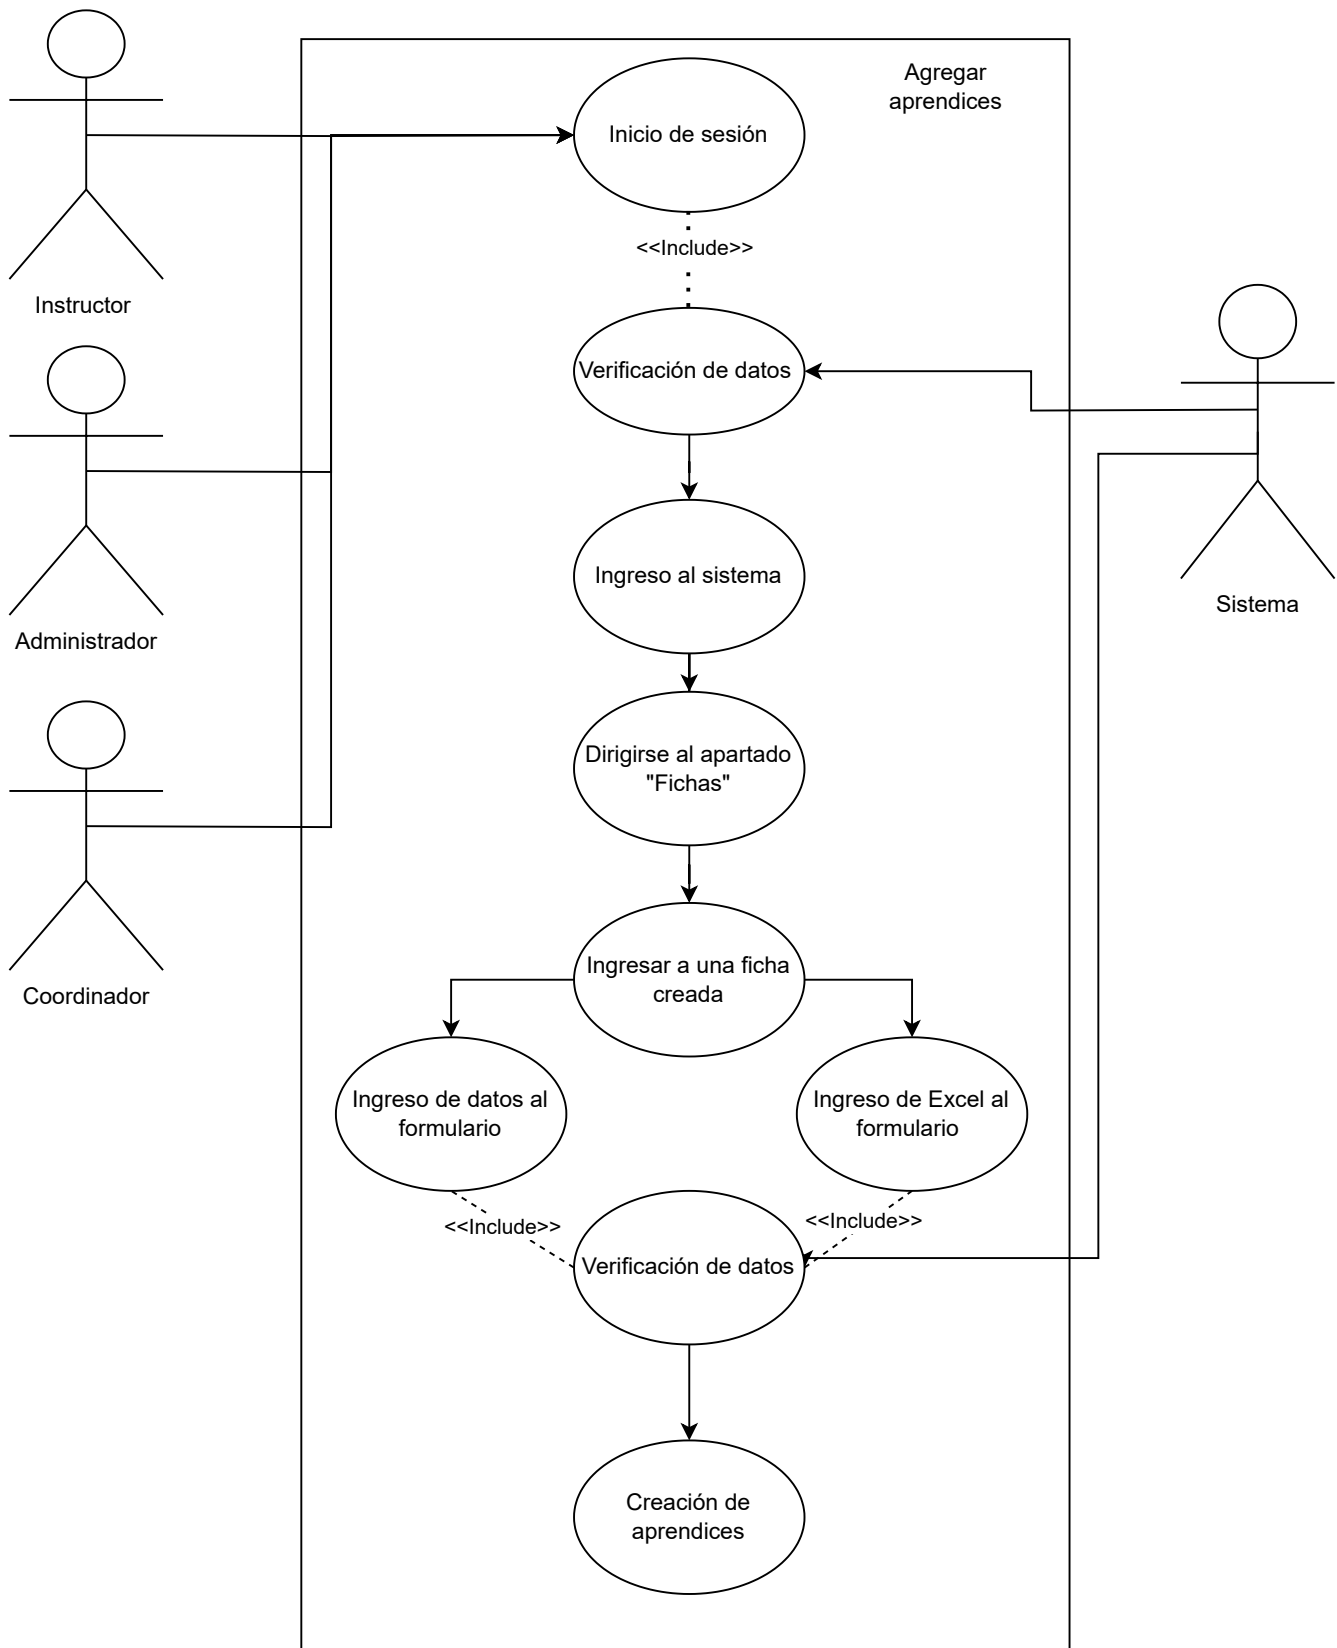 Agregar
aprendices
Inicio de sesión
<<Include>>
Instructor
Verificación de datos
Ingreso al sistema
Sistema
Administrador
Dirigirse al apartado
"Fichas"
Ingresar a una ficha
creada
Coordinador
Ingreso de datos al
formulario
Ingreso de Excel al
formulario
<<Include>>
<<Include>>
Verificación de datos
Creación de
aprendices